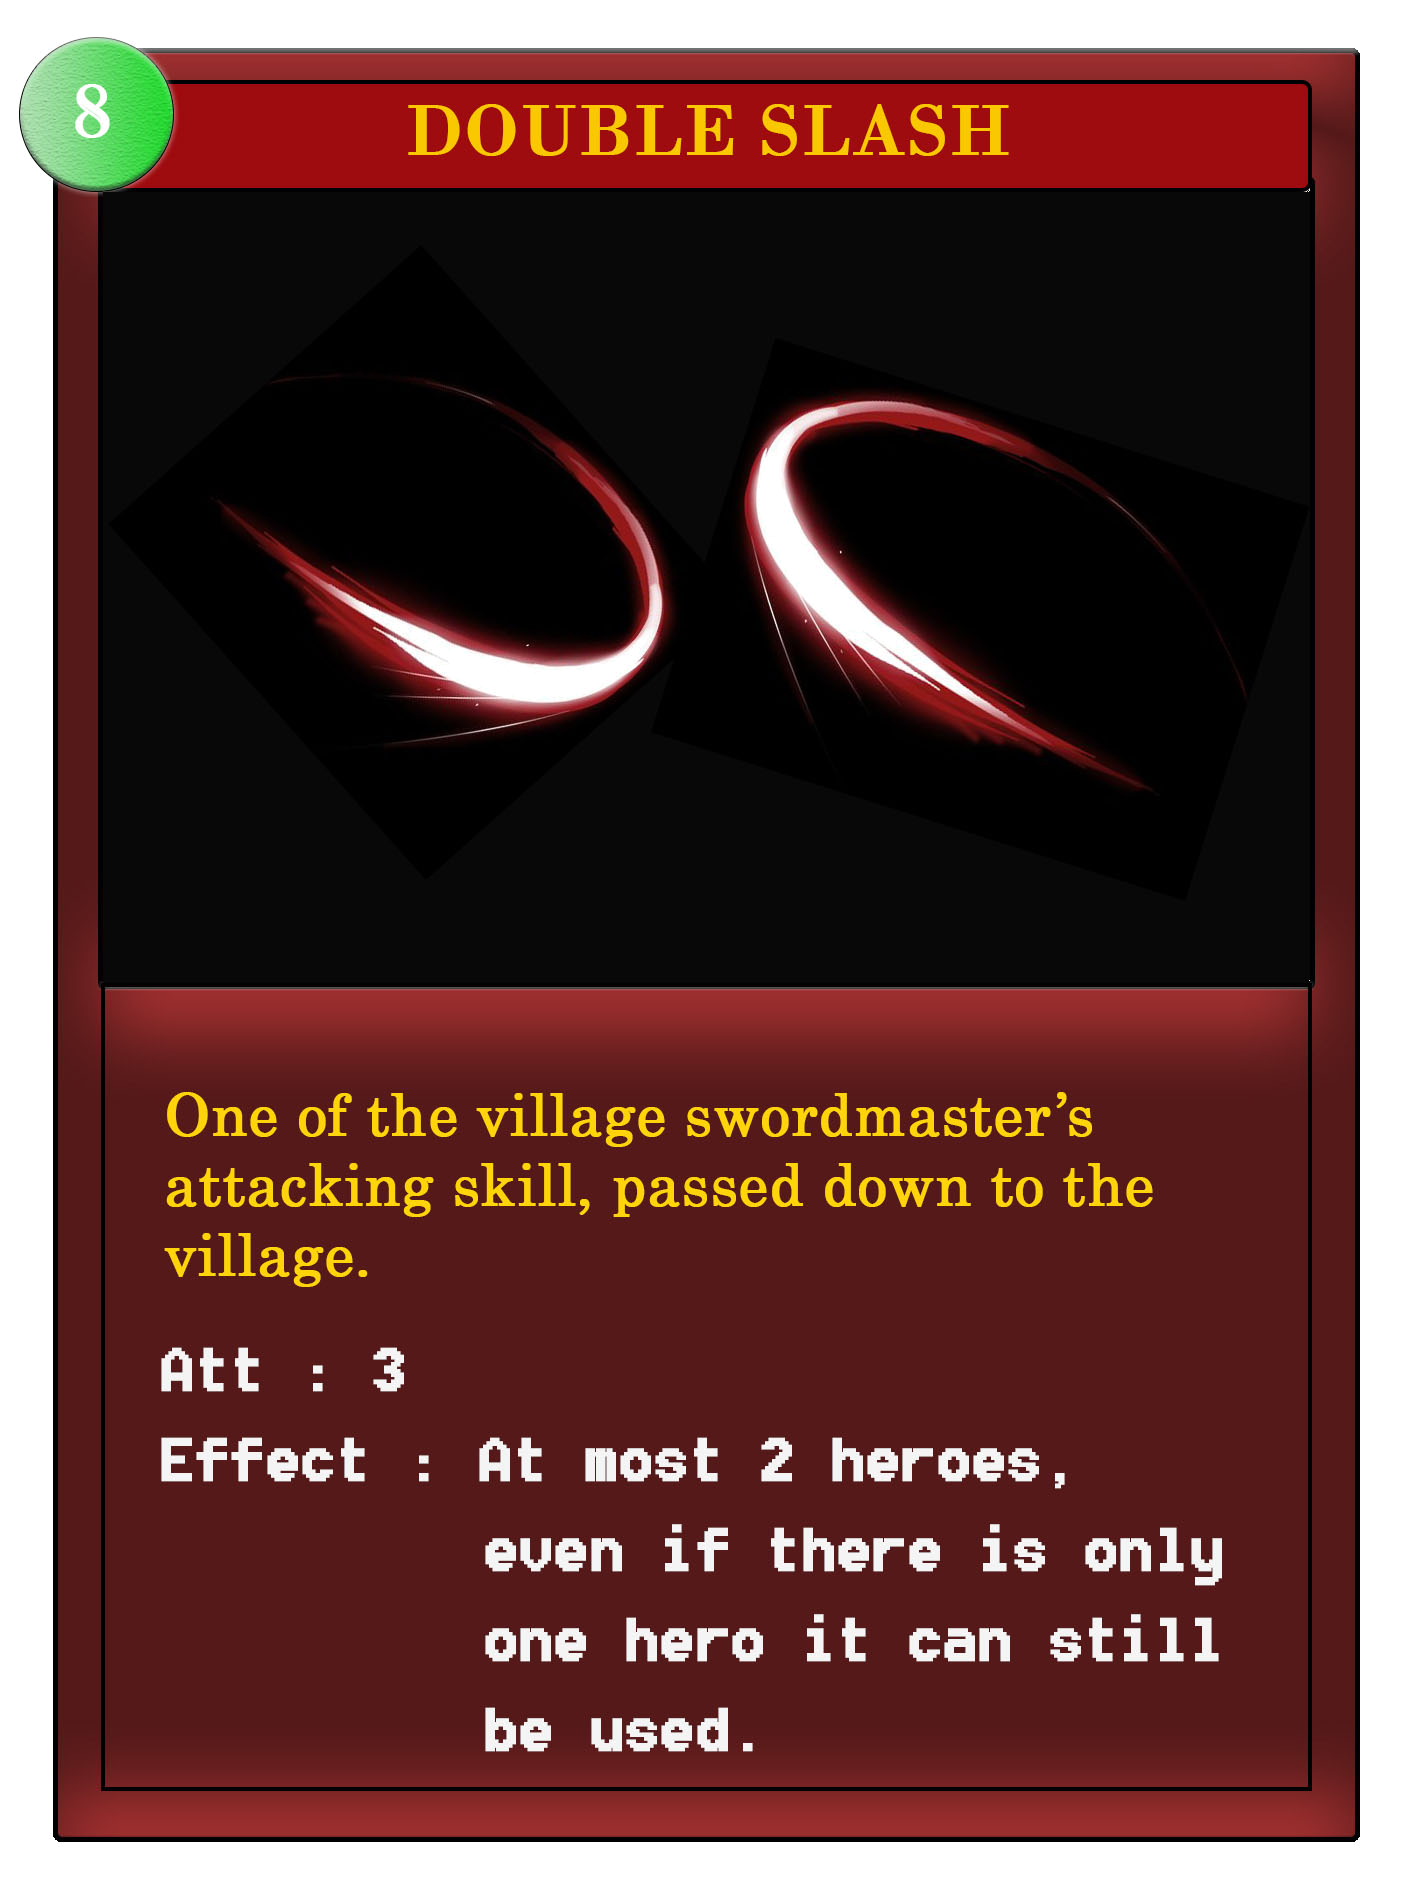 8
DOUBLE SLASH
One of the village swordmaster’s
attacking skill, passed down to the
village.
Att : 3
Effect : At most 2 heroes,
even if there is only
one hero it can still
be used.